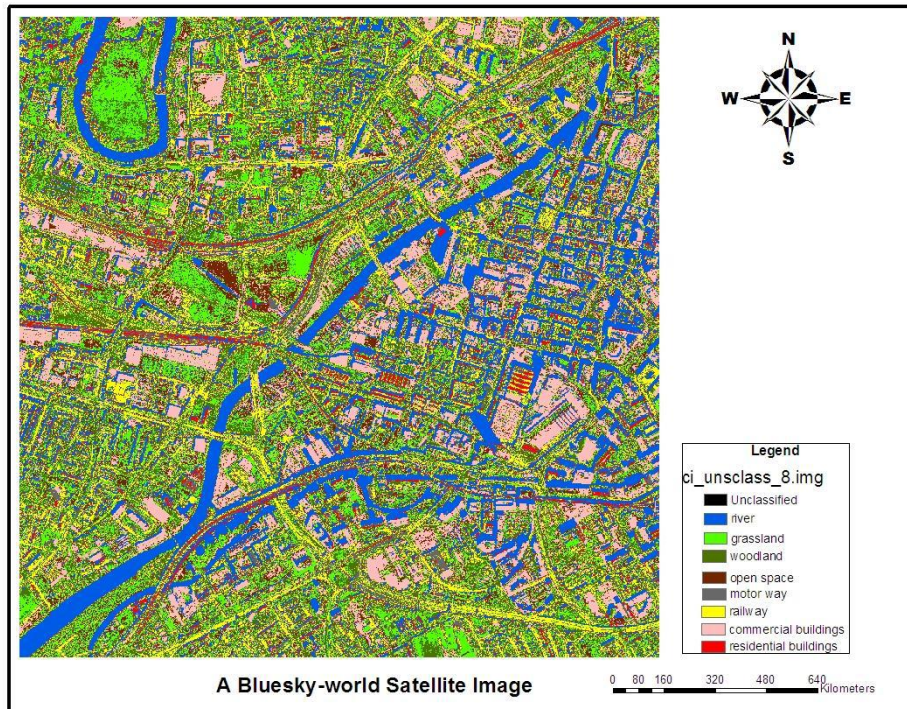 N
W E
S
Legend
ci_unsclass_8.img
Unclassified
river
grassland
woodland
open space
motor way
railway
commercial buildings
residential buildings
A Bluesky-world Satellite Image
0 80 160 320 480 640
Kilometers